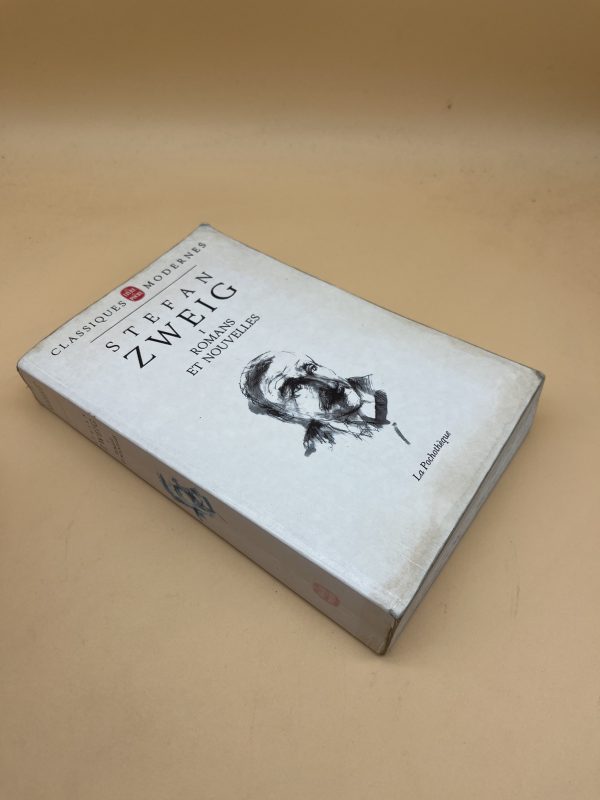 CLASSIQUES MODERNES
STEFAN
ZWEIG
I
ROMANS
ET NOUVELLES
La Pochothèque